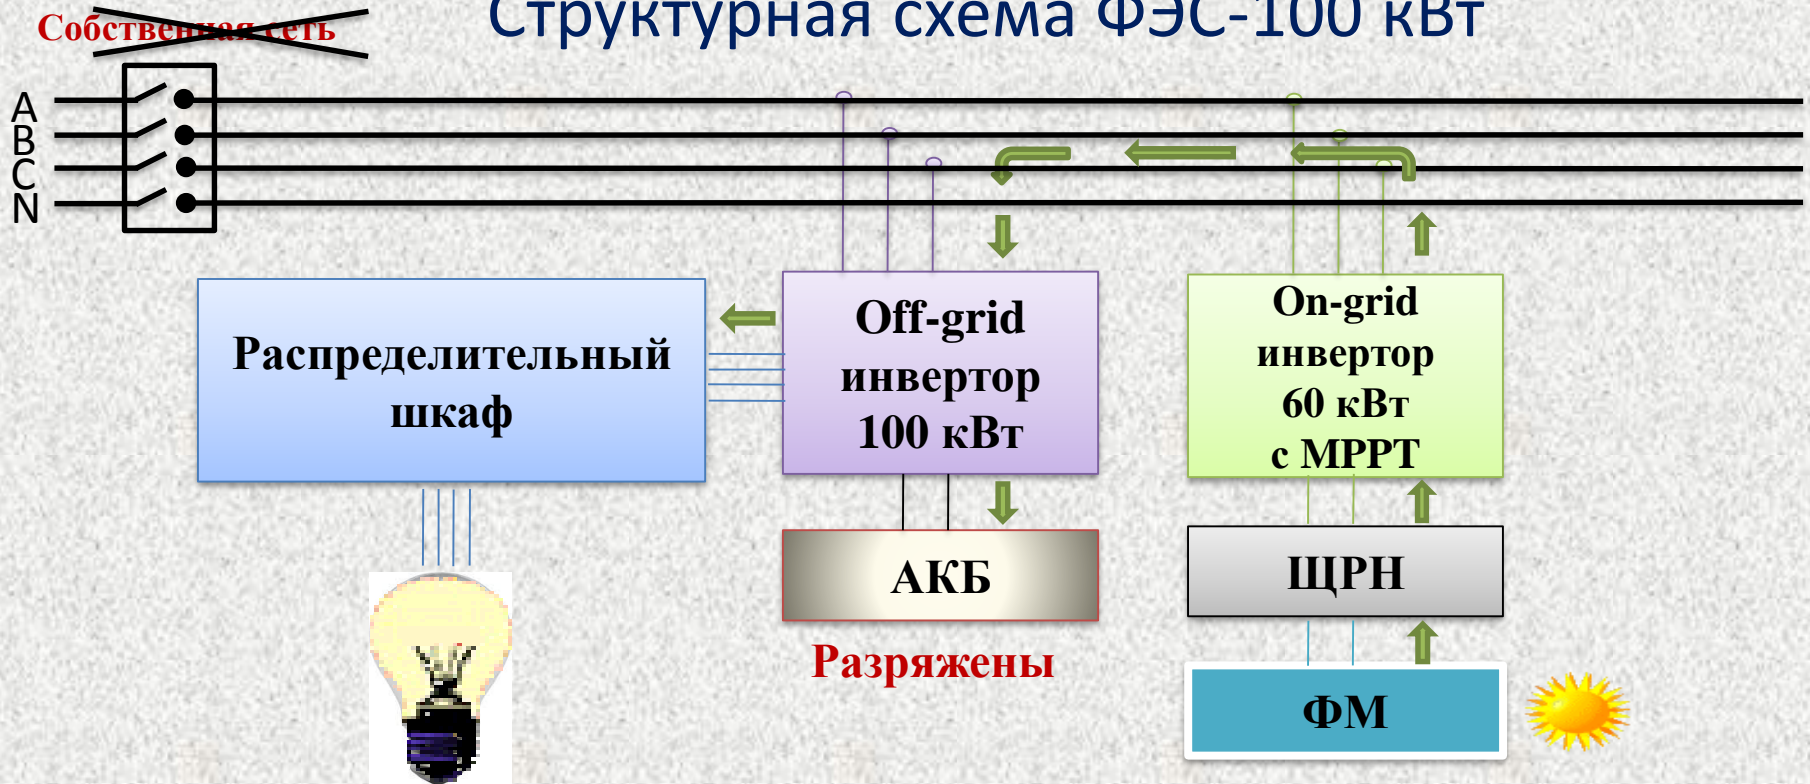 Структурная схема ФЭС-100 кВт
Собственная сеть
A
B
C
N
Распределительный
шкаф
Off-grid
инвертор
100 кВт
On-grid
инвертор
60 кВт
с МРРТ
АКБ
ЩРН
Разряжены
ФМ